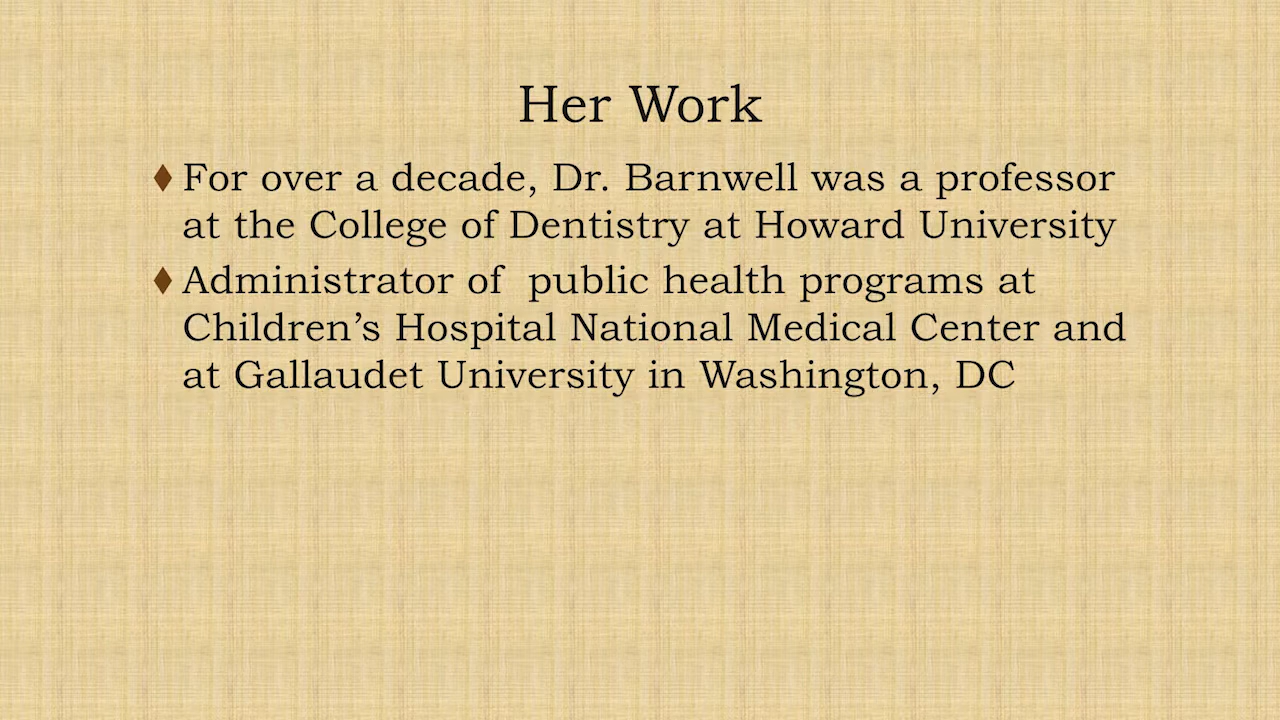 Her Work
♦ For over a decade, Dr. Barnwell was a professor
at the College of Dentistry at Howard University
♦ Administrator of  public health programs at
Children’s Hospital National Medical Center and
at Gallaudet University in Washington, DC